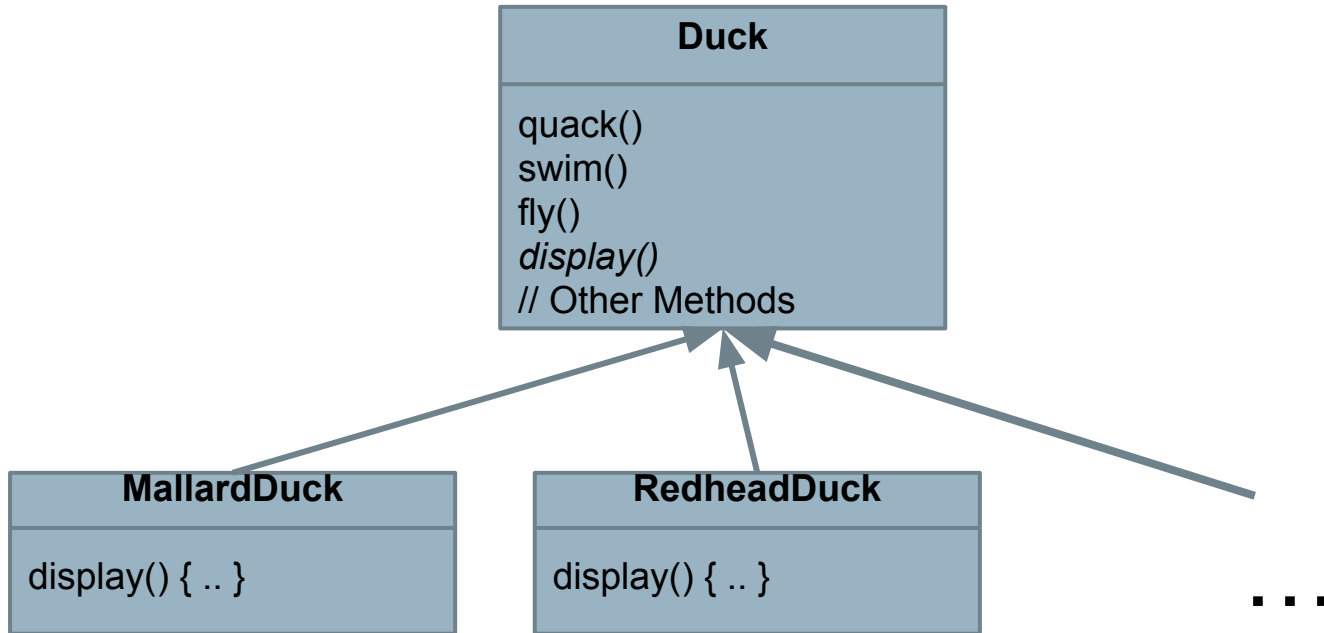 Duck
quack()
swim()
fly()
display()
// Other Methods
MallardDuck
display() { .. }
RedheadDuck
display() { .. }
. . .